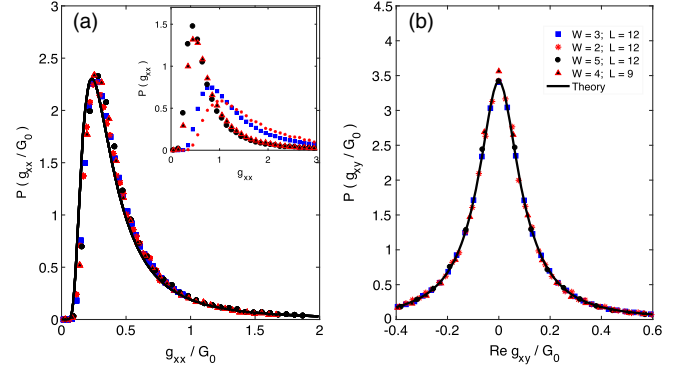 (a)
P ( g_xx / G_0 )
3
2.5
2
1.5
1
0.5
0
0 0.5 1 1.5 2
g_xx / G_0
P ( g_xx )
1.5
1
0.5
0
0 1 2 3
g_xx
(b)
P ( g_xy / G_0 )
4.5
4
3.5
3
2.5
2
1.5
1
0.5
0
-0.4 -0.2 0 0.2 0.4 0.6
Re g_xy / G_0
W = 3; L = 12
W = 2; L = 12
W = 5; L = 12
W = 4; L = 9
Theory